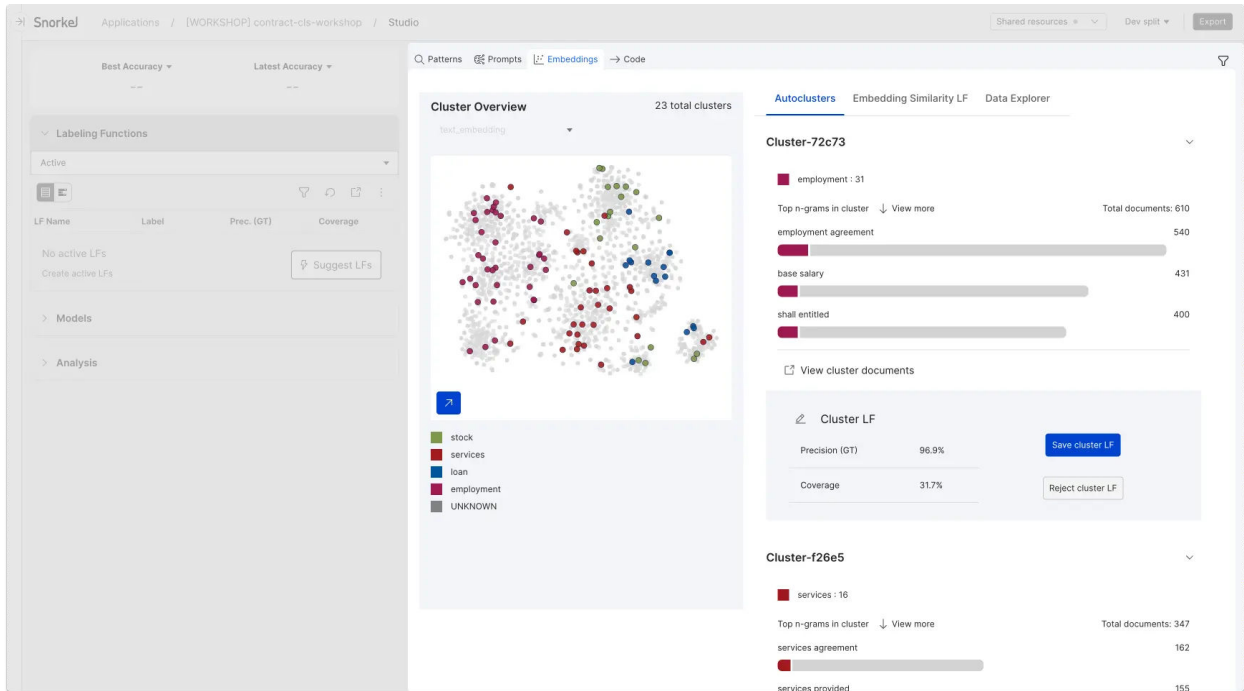 Snorkel Applications / [WORKSHOP] contract-cls-workshop / Studio
Shared resources
Dev split
Export
Best Accuracy
Latest Accuracy
--
--
Labeling Functions
Active
LF Name Label Prec. (GT) Coverage
No active LFs
Create active LFs
Suggest LFs
Models
Analysis
Patterns Prompts Embeddings Code
Cluster Overview 23 total clusters
text_embedding
stock
services
loan
employment
UNKNOWN
Autoclusters Embedding Similarity LF Data Explorer
Cluster-72c73
employment : 31
Top n-grams in cluster View more Total documents: 610
employment agreement 540
base salary 431
shall entitled 400
View cluster documents
Cluster LF
Precision (GT) 96.9%
Save cluster LF
Coverage 31.7%
Reject cluster LF
Cluster-f26e5
services : 16
Top n-grams in cluster View more Total documents: 347
services agreement 162
services provided 155